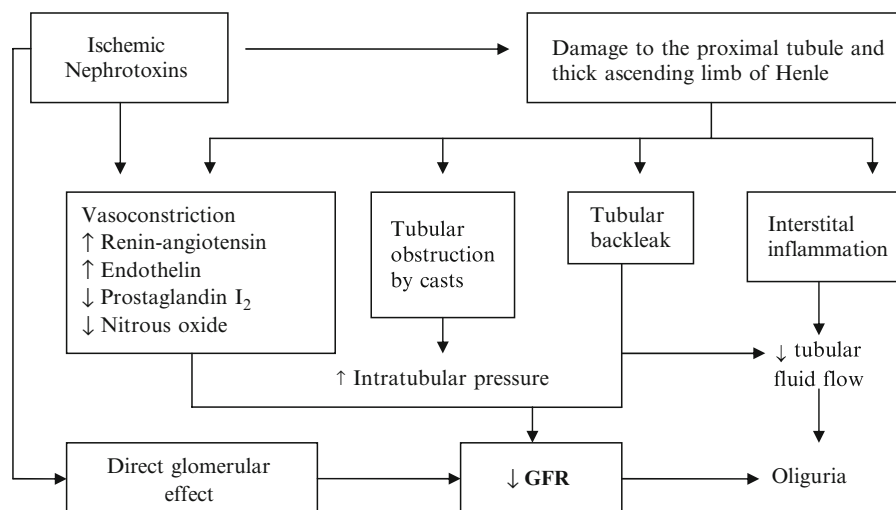 Ischemic
Nephrotoxins
Damage to the proximal tubule and
thick ascending limb of Henle
Vasoconstriction
↑ Renin-angiotensin
↑ Endothelin
↓ Prostaglandin I₂
↓ Nitrous oxide
Tubular
obstruction
by casts
Tubular
backleak
Interstital
inflammation
↑ Intratubular pressure
↓ tubular
fluid flow
Direct glomerular
effect
↓ GFR
Oliguria